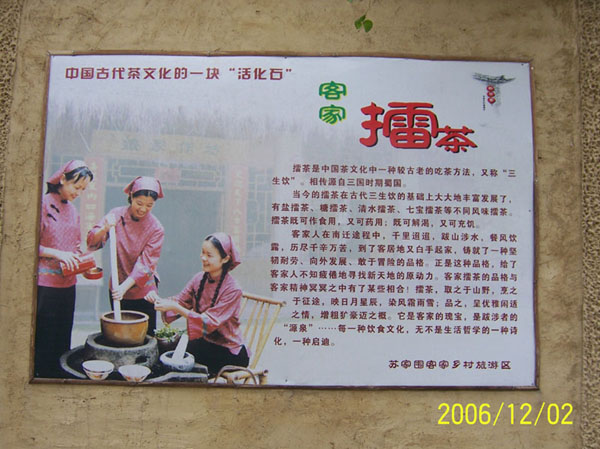 中国古代茶文化的一块“活化石”
客家
擂茶
擂茶是中国茶文化中一种较古老的吃茶方法，又称“三
生饮”。相传源自三国时期蜀国。
当今的擂茶在古代三生饮的基础上大大地丰富发展了，
有盐擂茶、糖擂茶、清水擂茶、七宝擂茶等不同风味擂茶。
擂茶既可作食用，又可药用；既可解渴，又可充饥。
客家人在南迁途程中，千里迢迢，跋山涉水，餐风饮
露，历尽千辛万苦，到了客居地又白手起家，铸就了一种坚
韧耐劳、向外发展、敢于冒险的品格。正是这种品格，给了
客家人不知疲倦地寻找新天地的原动力。客家擂茶的品格与
客家精神冥冥之中有了某些相合！擂茶，取之于山野，烹之
于征途，映日月星辰，染风霜雨雪；品之，呈优雅闲适
之情，增粗犷豪迈之概。它是客家的瑰宝，是跋涉者的
“源泉”……每一种饮食文化，无不是生活哲学的一种诗
化，一种启迪。
苏家围客家乡村旅游区
2006/12/02